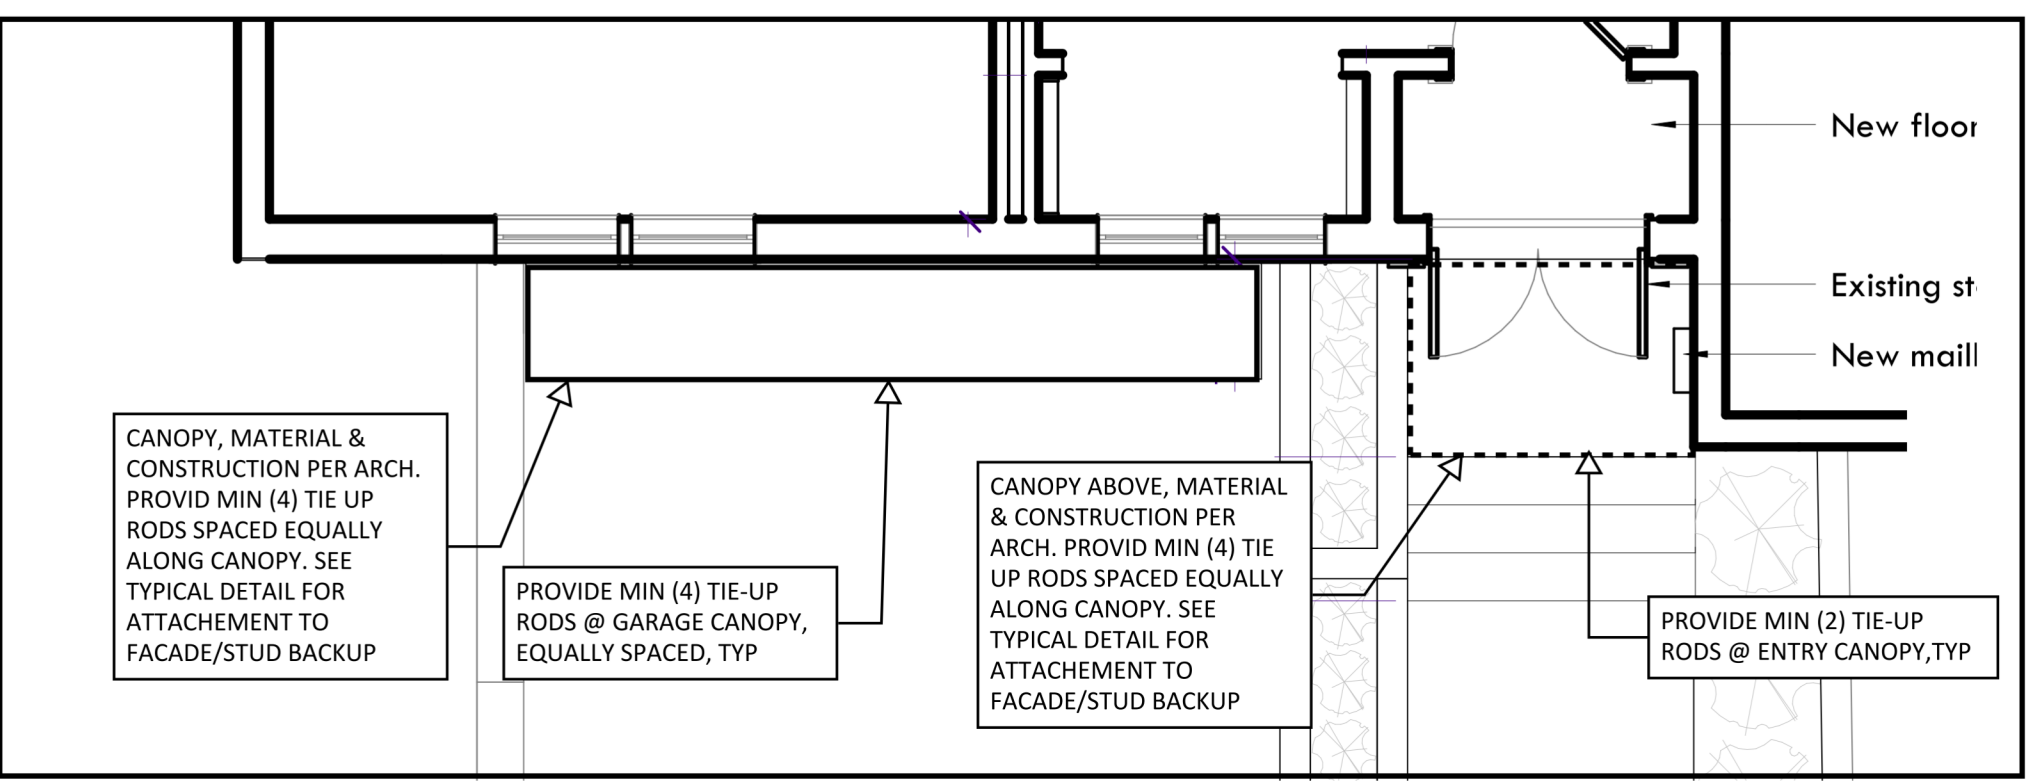 New floor
Existing st
New mail
CANOPY, MATERIAL &
CONSTRUCTION PER ARCH.
PROVID MIN (4) TIE UP
RODS SPACED EQUALLY
ALONG CANOPY. SEE
TYPICAL DETAIL FOR
ATTACHEMENT TO
FACADE/STUD BACKUP
PROVIDE MIN (4) TIE-UP
RODS @ GARAGE CANOPY,
EQUALLY SPACED, TYP
CANOPY ABOVE, MATERIAL
& CONSTRUCTION PER
ARCH. PROVID MIN (4) TIE
UP RODS SPACED EQUALLY
ALONG CANOPY. SEE
TYPICAL DETAIL FOR
ATTACHEMENT TO
FACADE/STUD BACKUP
PROVIDE MIN (2) TIE-UP
RODS @ ENTRY CANOPY,TYP